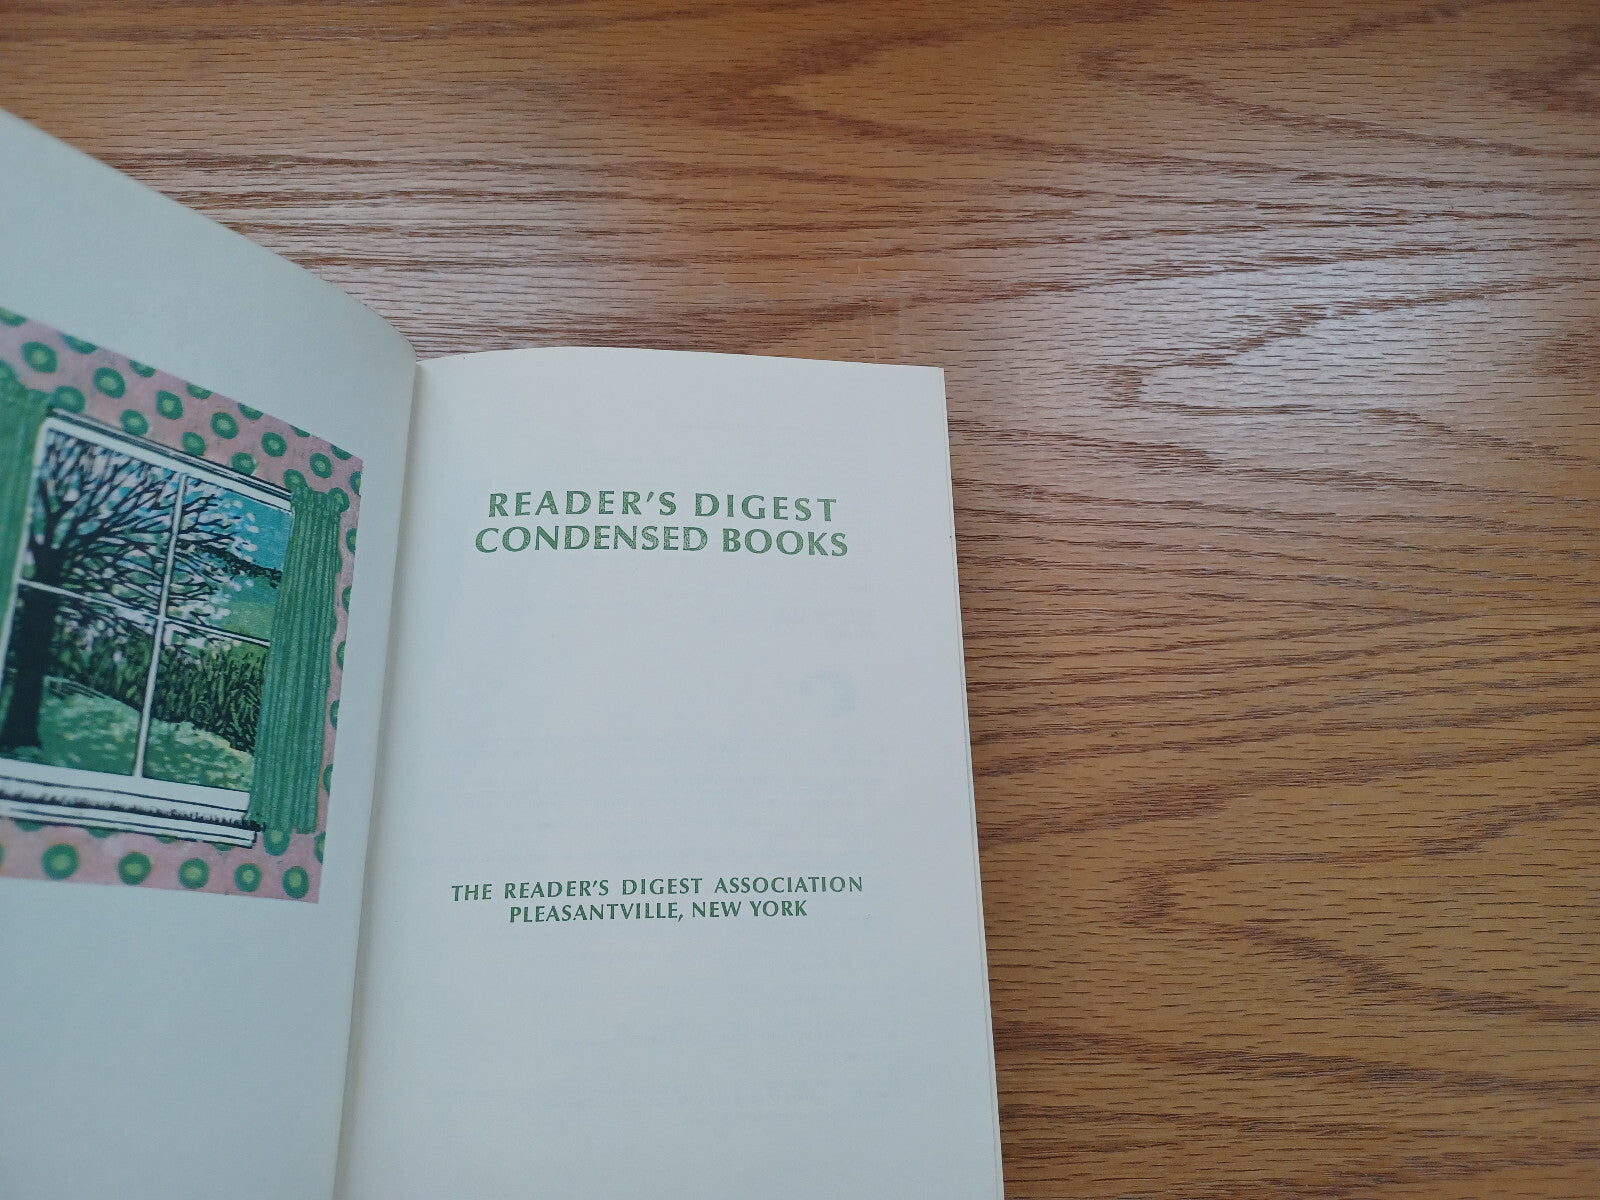 READER'S DIGEST
CONDENSED BOOKS
THE READER'S DIGEST ASSOCIATION
PLEASANTVILLE, NEW YORK